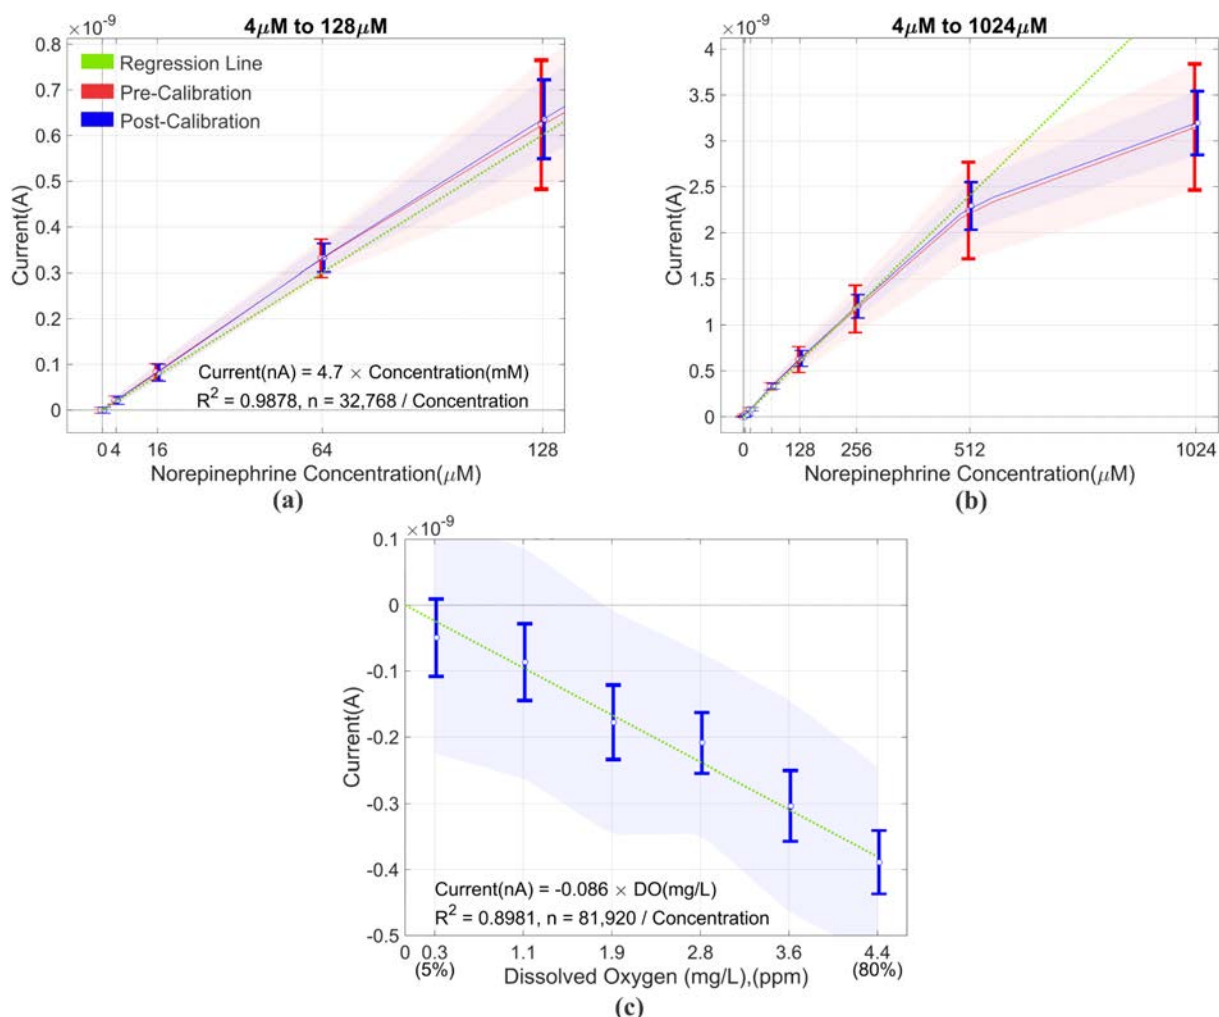 4μM to 128μM
×10⁻⁹
0.8
0.7
0.6
0.5
0.4
0.3
0.2
0.1
0
Current(A)
Regression Line
Pre-Calibration
Post-Calibration
Current(nA) = 4.7 × Concentration(mM)
R² = 0.9878, n = 32,768 / Concentration
0 4 16 64 128
Norepinephrine Concentration(μM)
(a)
4μM to 1024μM
×10⁻⁹
4
3.5
3
2.5
2
1.5
1
0.5
0
Current(A)
0 128 256 512 1024
Norepinephrine Concentration(μM)
(b)
×10⁻⁹
0.1
0
-0.1
-0.2
-0.3
-0.4
-0.5
Current(A)
Current(nA) = -0.086 × DO(mg/L)
R² = 0.8981, n = 81,920 / Concentration
0 0.3 1.1 1.9 2.8 3.6 4.4
(5%) (80%)
Dissolved Oxygen (mg/L),(ppm)
(c)